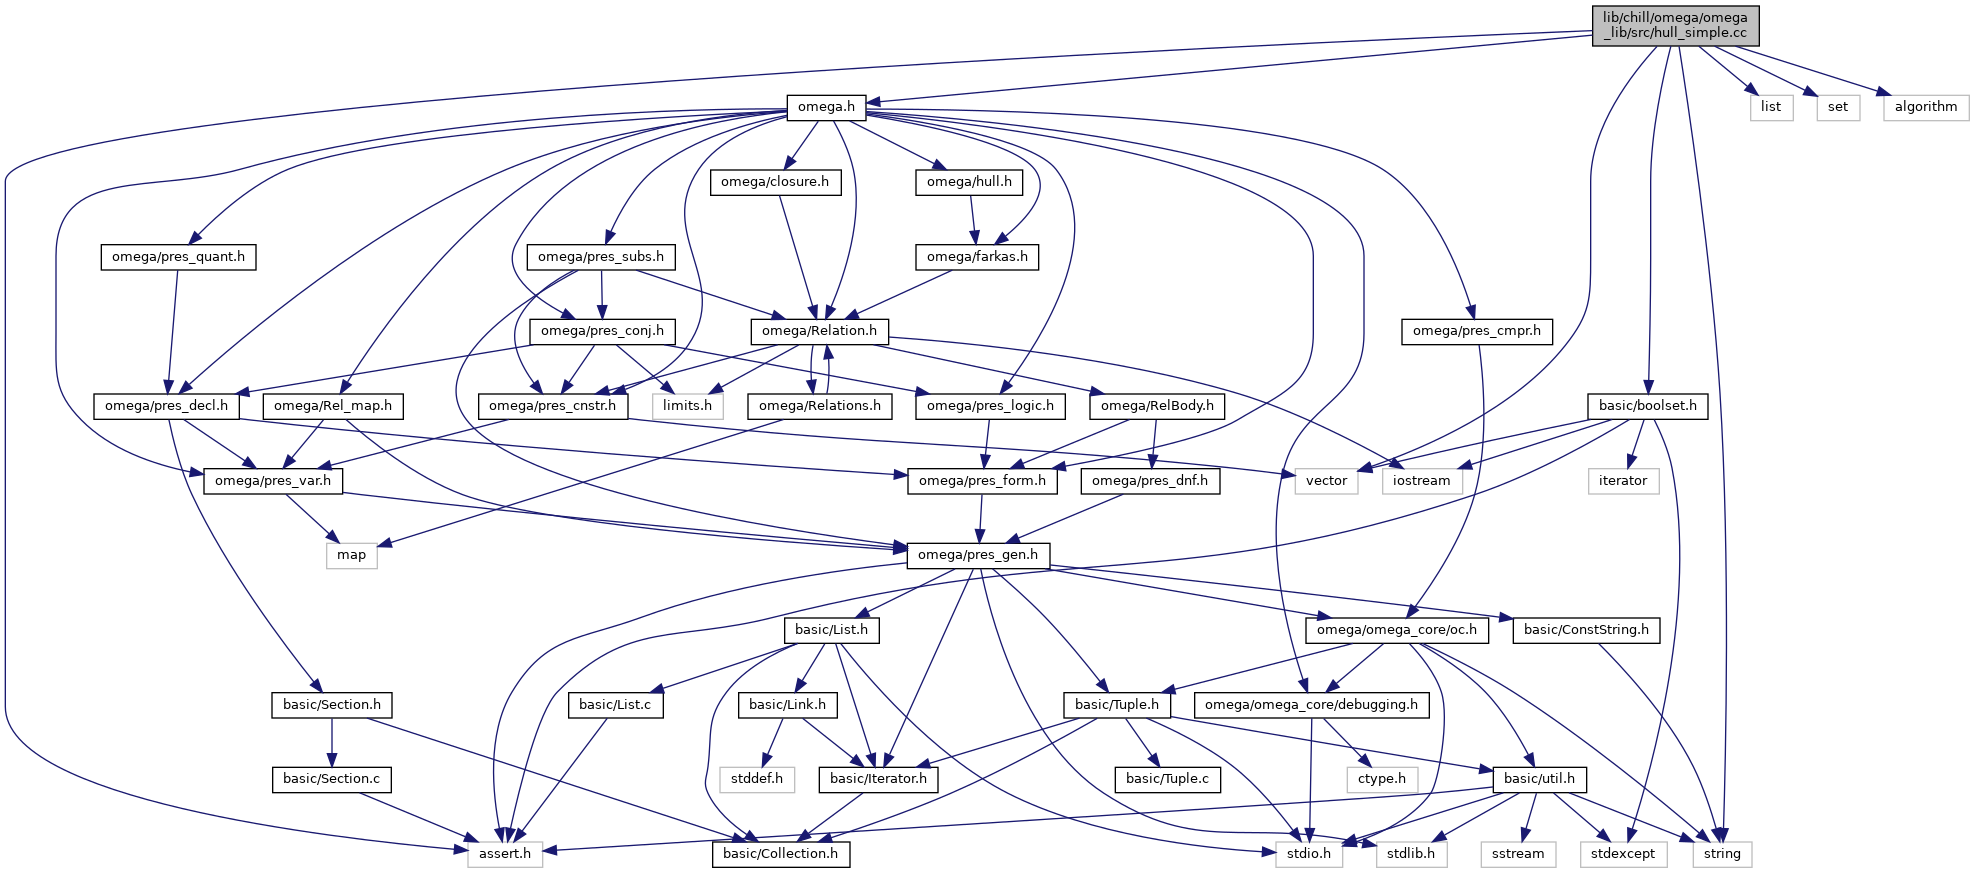 lib/chill/omega/omega
_lib/src/hull_simple.cc
omega.h
list
set
algorithm
omega/closure.h
omega/hull.h
omega/pres_quant.h
omega/pres_subs.h
omega/farkas.h
omega/pres_conj.h
omega/Relation.h
omega/pres_cmpr.h
omega/pres_decl.h
omega/Rel_map.h
omega/pres_cnstr.h
limits.h
omega/Relations.h
omega/pres_logic.h
omega/RelBody.h
basic/boolset.h
omega/pres_var.h
omega/pres_form.h
omega/pres_dnf.h
vector
iostream
iterator
map
omega/pres_gen.h
basic/List.h
omega/omega_core/oc.h
basic/ConstString.h
basic/Section.h
basic/List.c
basic/Link.h
basic/Tuple.h
omega/omega_core/debugging.h
basic/Section.c
stddef.h
basic/Iterator.h
basic/Tuple.c
ctype.h
basic/util.h
assert.h
basic/Collection.h
stdio.h
stdlib.h
sstream
stdexcept
string